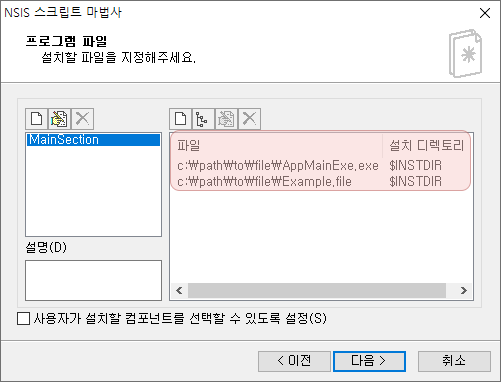 NSIS 스크립트 마법사
프로그램 파일
설치할 파일을 지정해주세요.
MainSection
파일 설치 디렉토리
c:₩path₩to₩file₩AppMainExe.exe $INSTDIR
c:₩path₩to₩file₩Example.file $INSTDIR
설명(D)
사용자가 설치할 컴포넌트를 선택할 수 있도록 설정(S)
< 이전 다음 > 취소